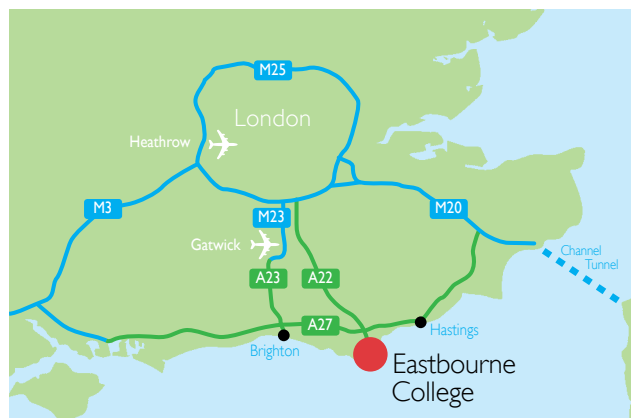 M25
London
Heathrow
M3
M23
M20
Gatwick
Channel
Tunnel
A23
A22
A27
Hastings
Brighton
Eastbourne
College